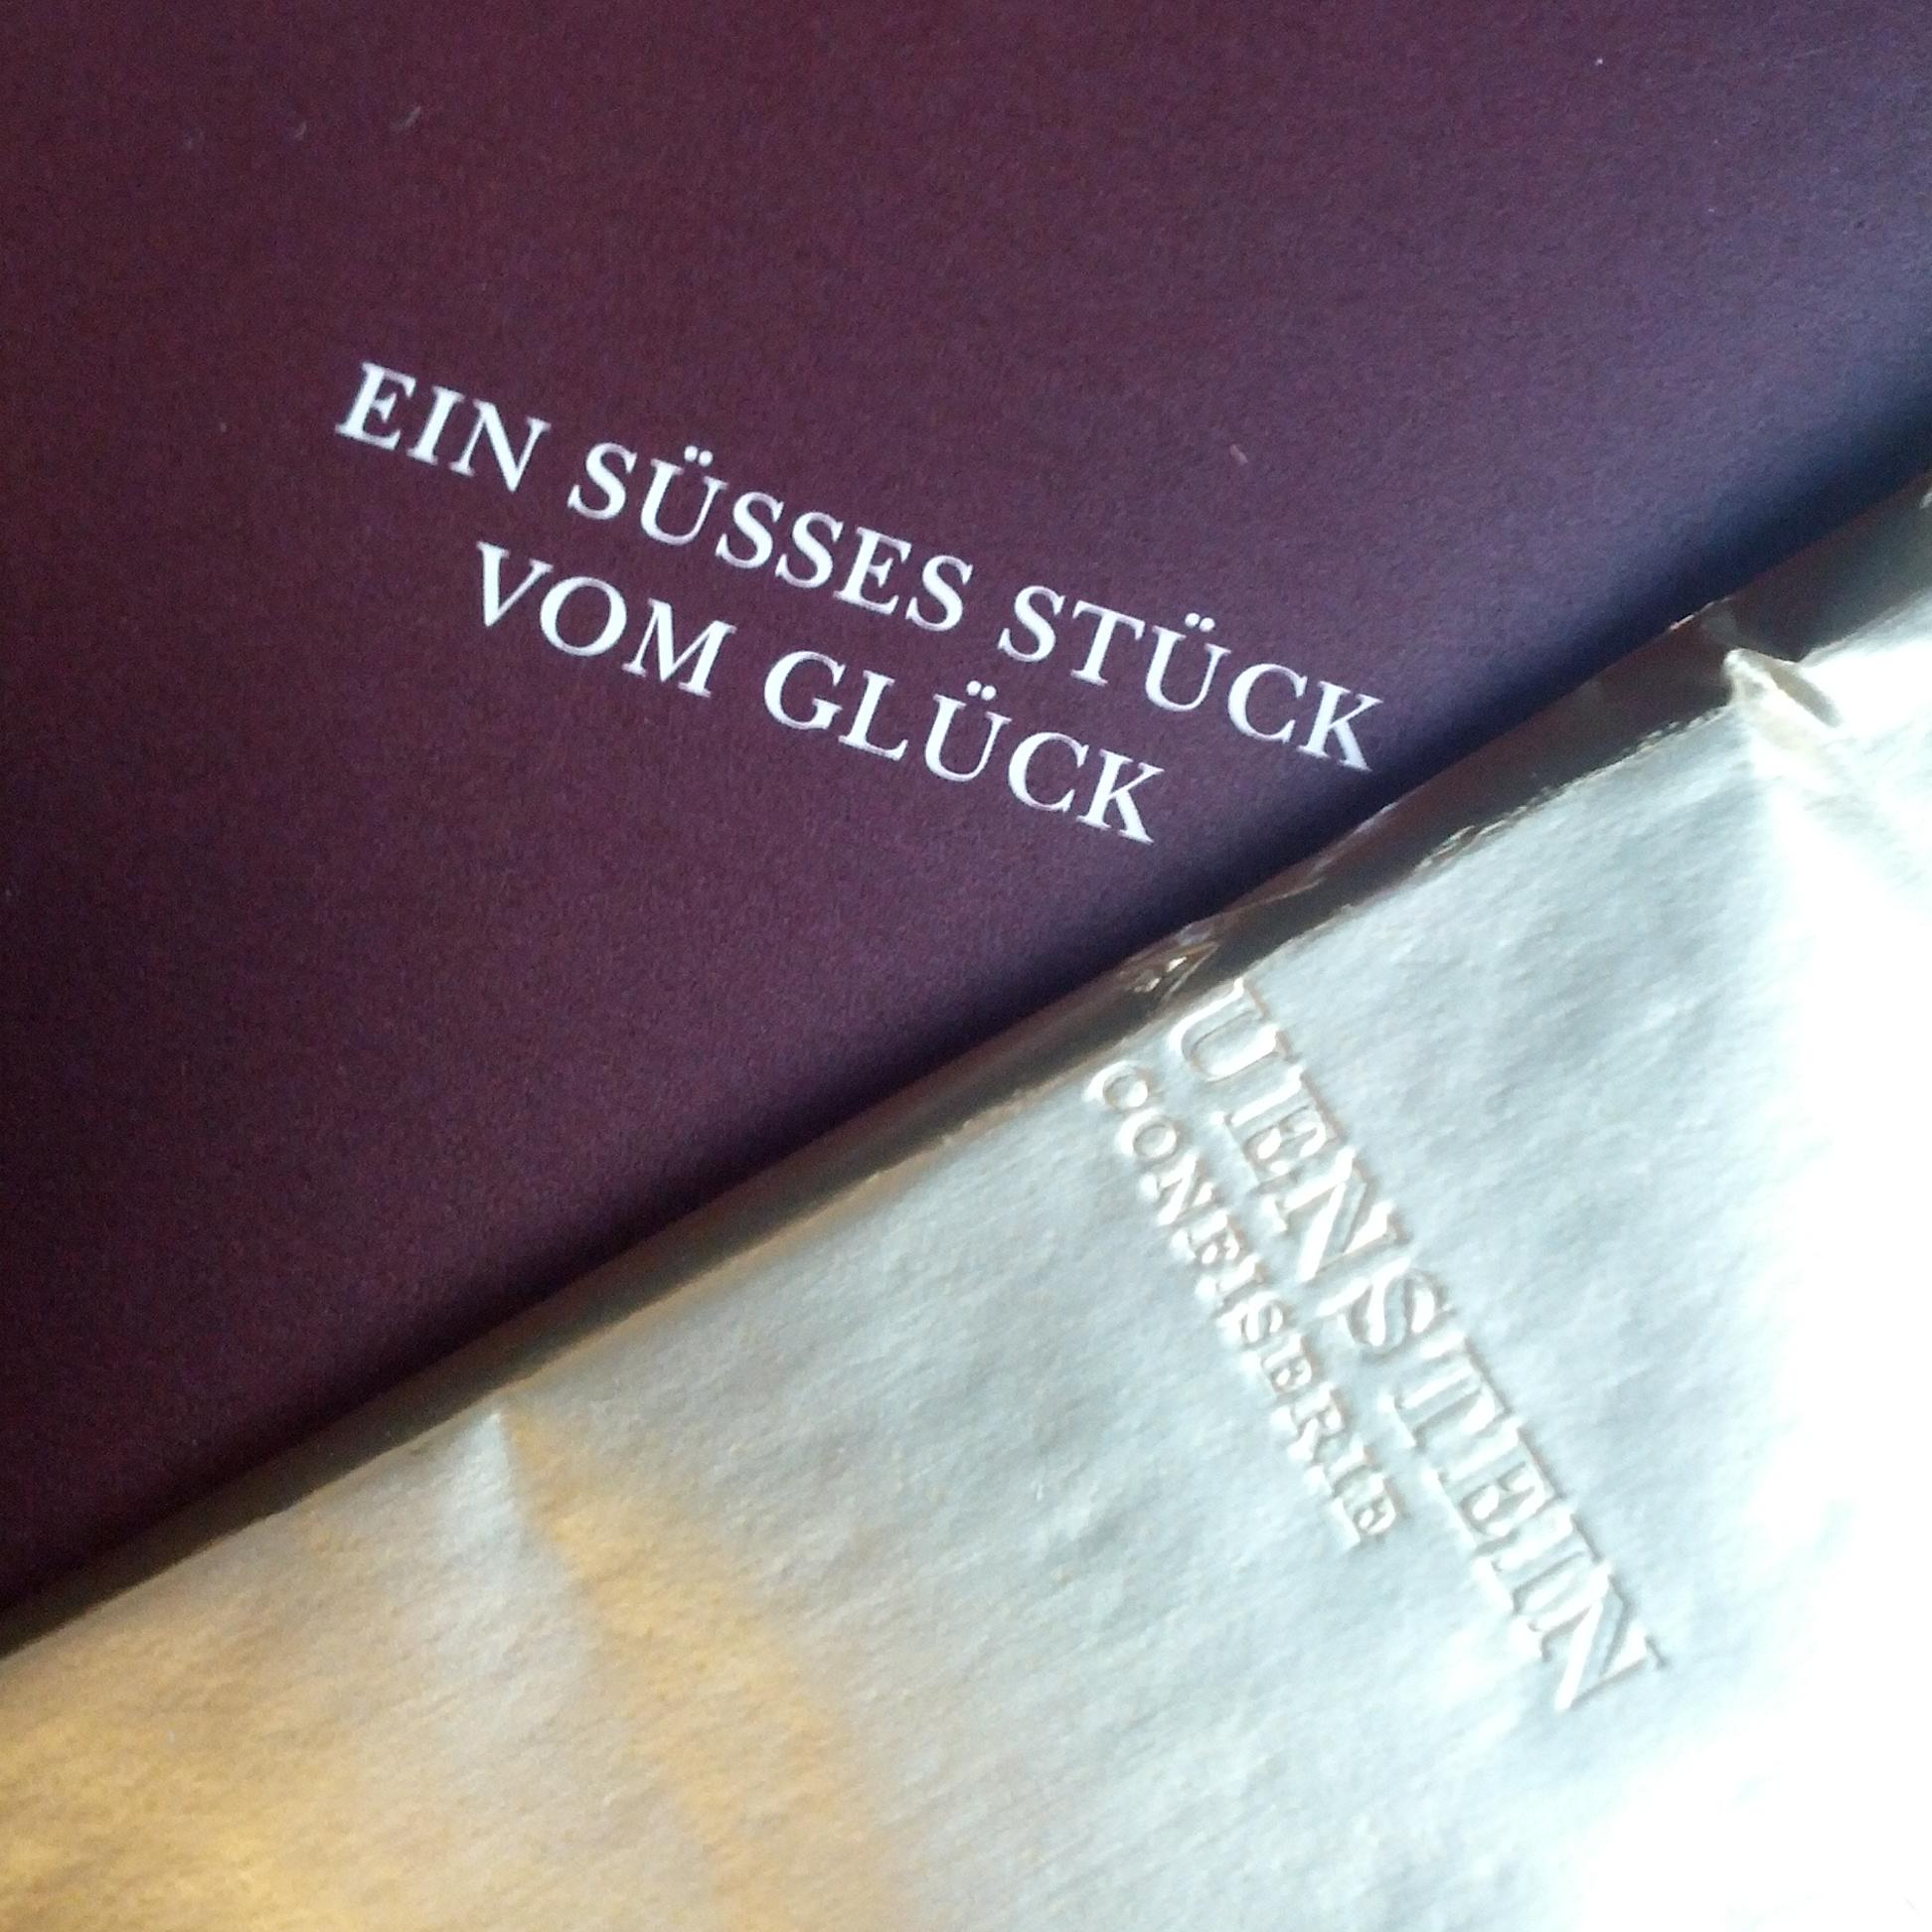 EIN SÜSSES STÜCK
VOM GLÜCK
UENSTEIN
CONFISERIE